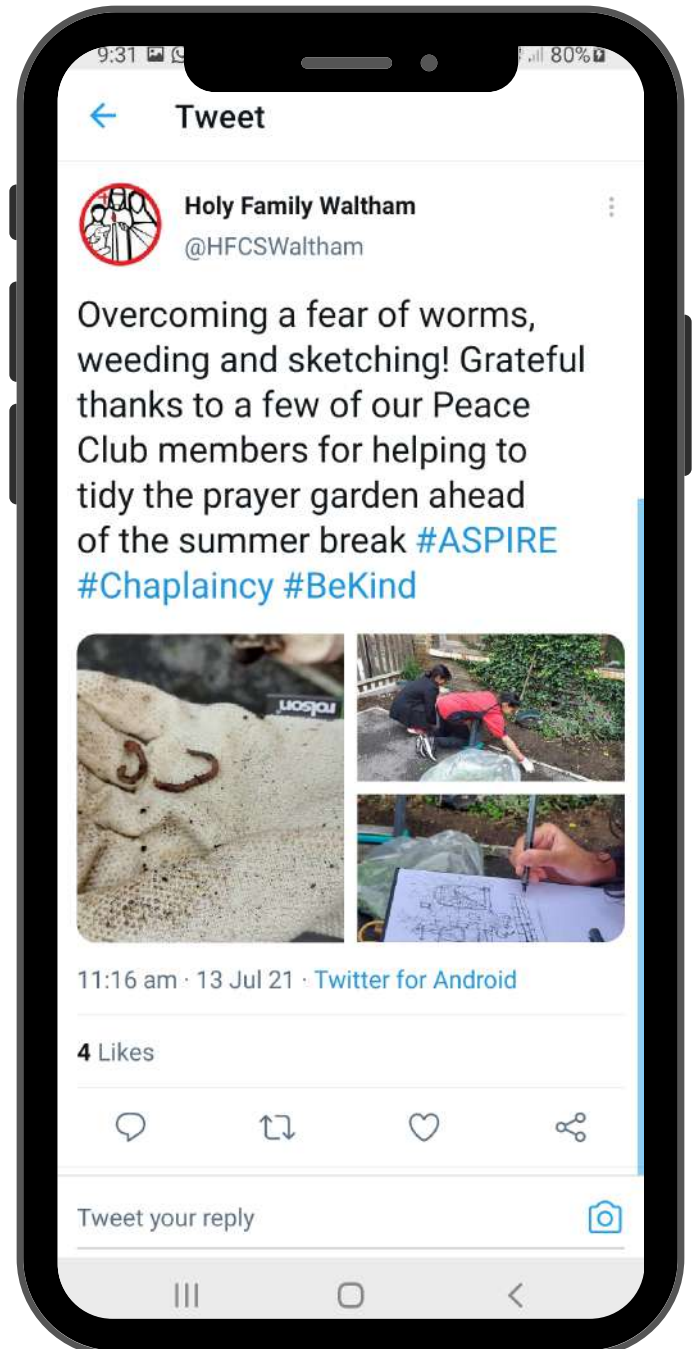 9:31 80%
Tweet
Holy Family Waltham
@HFCSWaltham
Overcoming a fear of worms,
weeding and sketching! Grateful
thanks to a few of our Peace
Club members for helping to
tidy the prayer garden ahead
of the summer break #ASPIRE
#Chaplaincy #BeKind
rolson
11:16 am · 13 Jul 21 · Twitter for Android
4 Likes
Tweet your reply